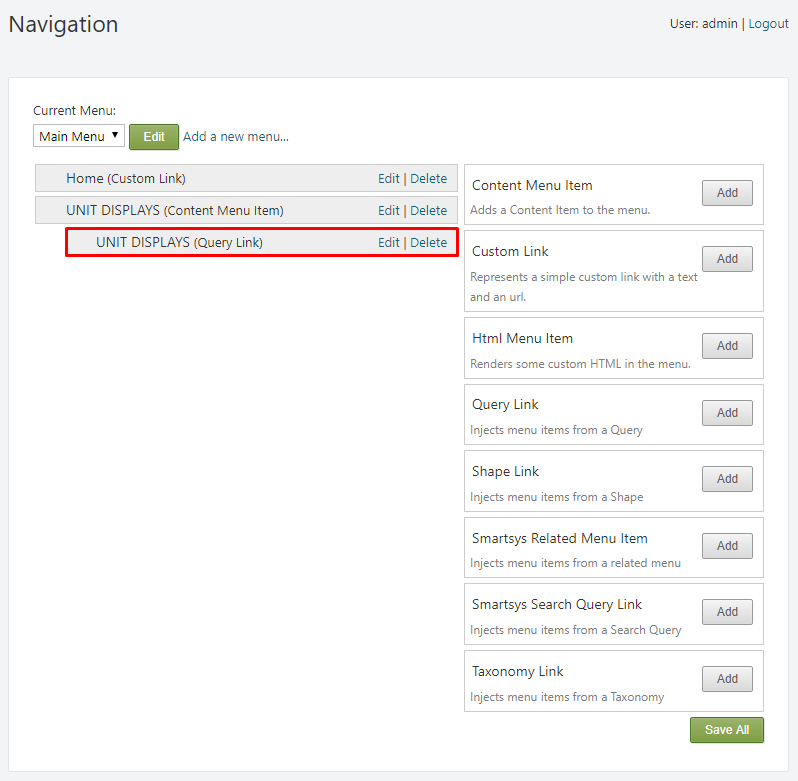 Navigation
User: admin | Logout
Current Menu:
Main Menu
Edit
Add a new menu...
Home (Custom Link)
Edit | Delete
UNIT DISPLAYS (Content Menu Item)
Edit | Delete
UNIT DISPLAYS (Query Link)
Edit | Delete
Content Menu Item
Add
Adds a Content Item to the menu.
Custom Link
Add
Represents a simple custom link with a text
and an url.
Html Menu Item
Add
Renders some custom HTML in the menu.
Query Link
Add
Injects menu items from a Query
Shape Link
Add
Injects menu items from a Shape
Smartsys Related Menu Item
Add
Injects menu items from a related menu
Smartsys Search Query Link
Add
Injects menu items from a Search Query
Taxonomy Link
Add
Injects menu items from a Taxonomy
Save All